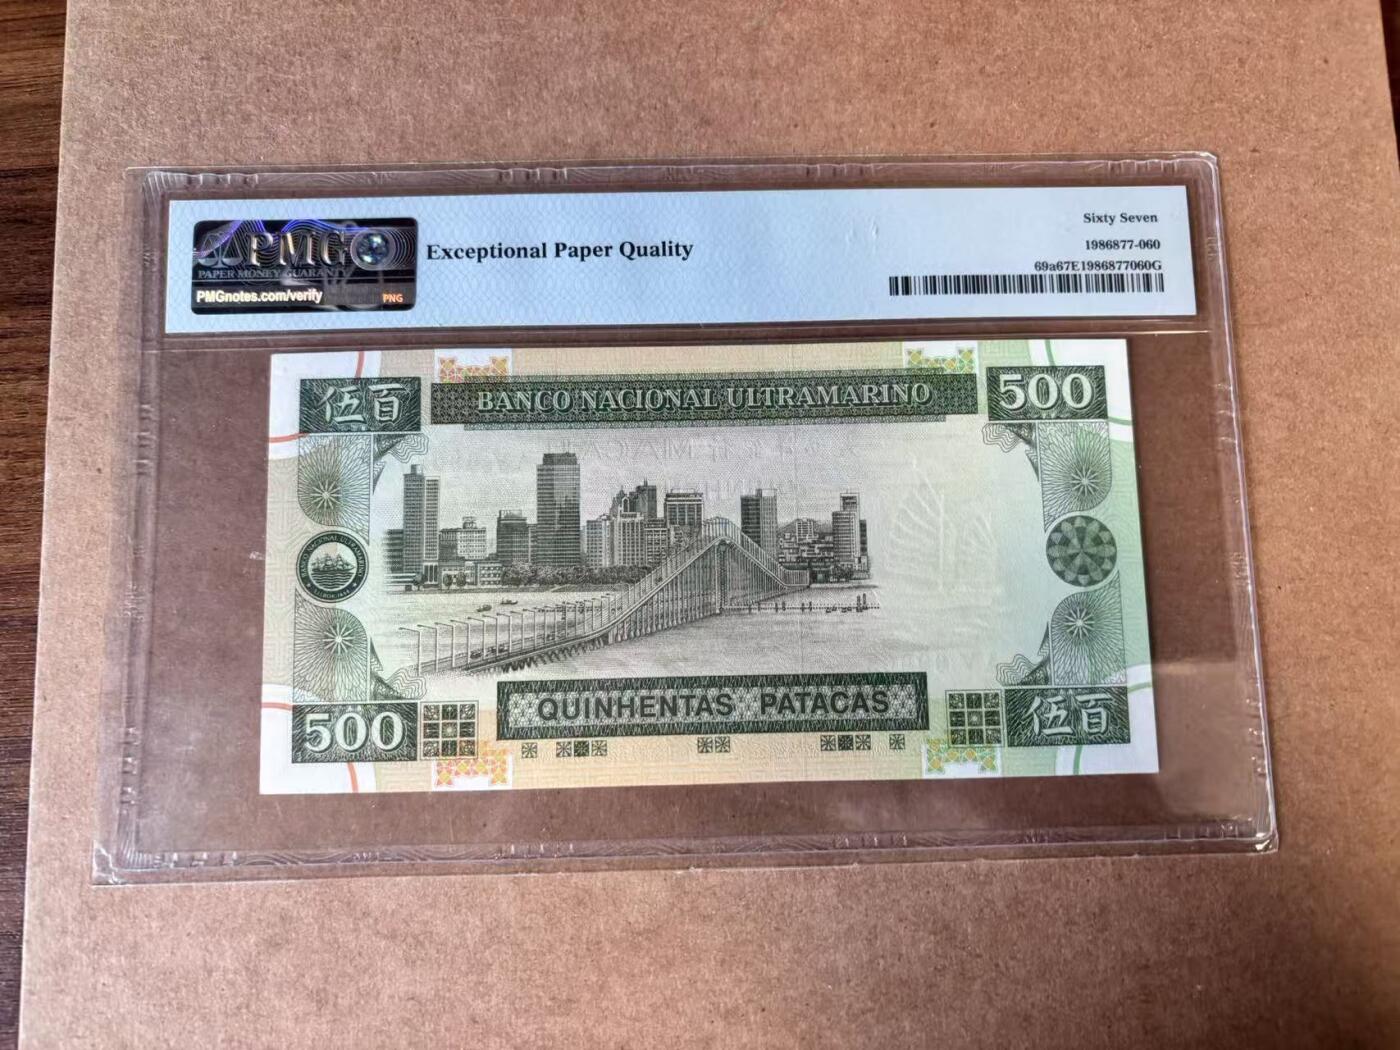 PMG
PAPER MONEY GUARANTY
PMGnotes.com/verify
PNG
Exceptional Paper Quality
Sixty Seven
1986877-060
69a67E1986877060G
伍百
BANCO NACIONAL ULTRAMARINO
500
500
QUINHENTAS PATACAS
伍百